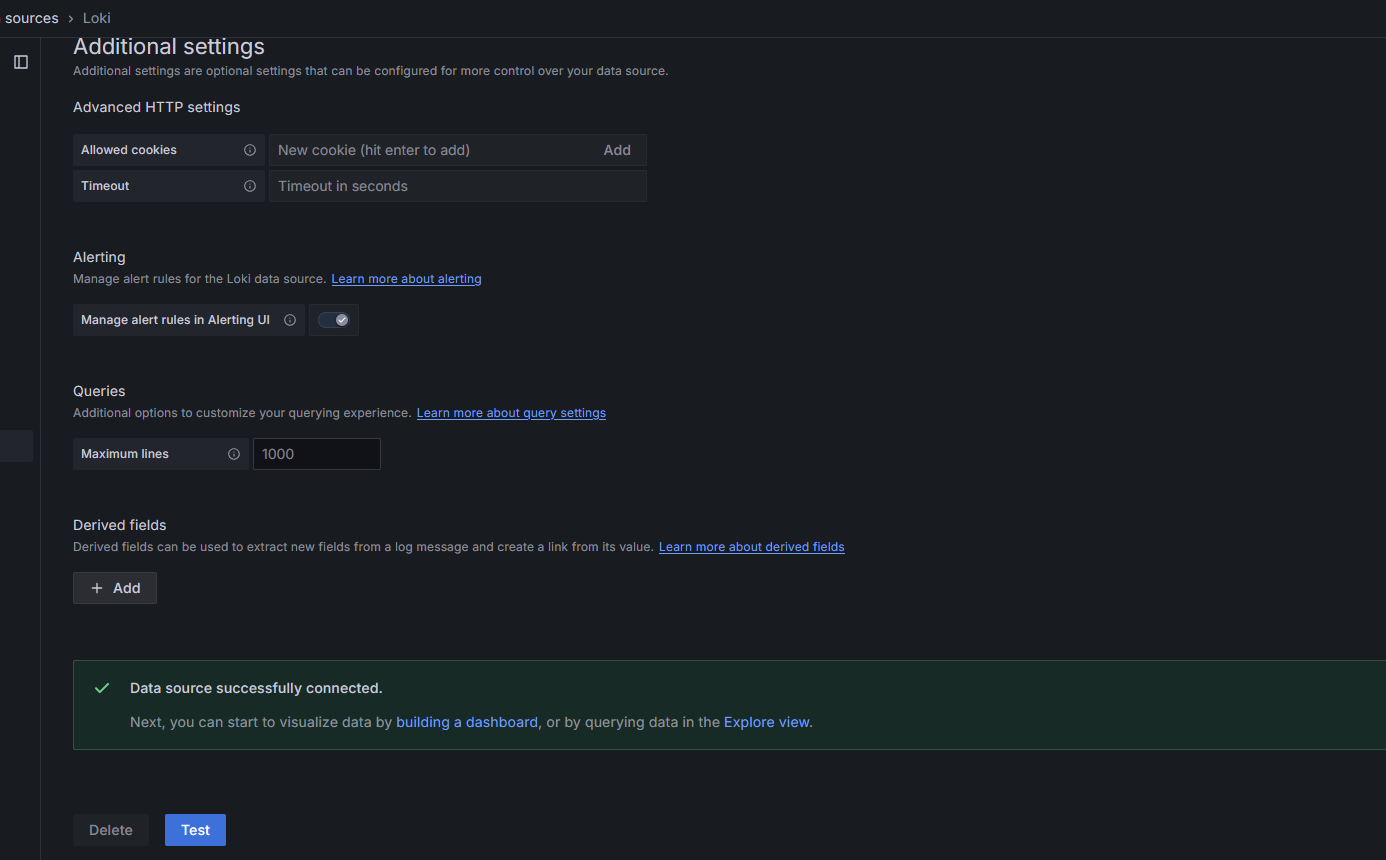 sources › Loki
Additional settings
Additional settings are optional settings that can be configured for more control over your data source.
Advanced HTTP settings
Allowed cookies New cookie (hit enter to add) Add
Timeout Timeout in seconds
Alerting
Manage alert rules for the Loki data source. Learn more about alerting
Manage alert rules in Alerting UI
Queries
Additional options to customize your querying experience. Learn more about query settings
Maximum lines 1000
Derived fields
Derived fields can be used to extract new fields from a log message and create a link from its value. Learn more about derived fields
+ Add
Data source successfully connected.
Next, you can start to visualize data by building a dashboard, or by querying data in the Explore view.
Delete Test